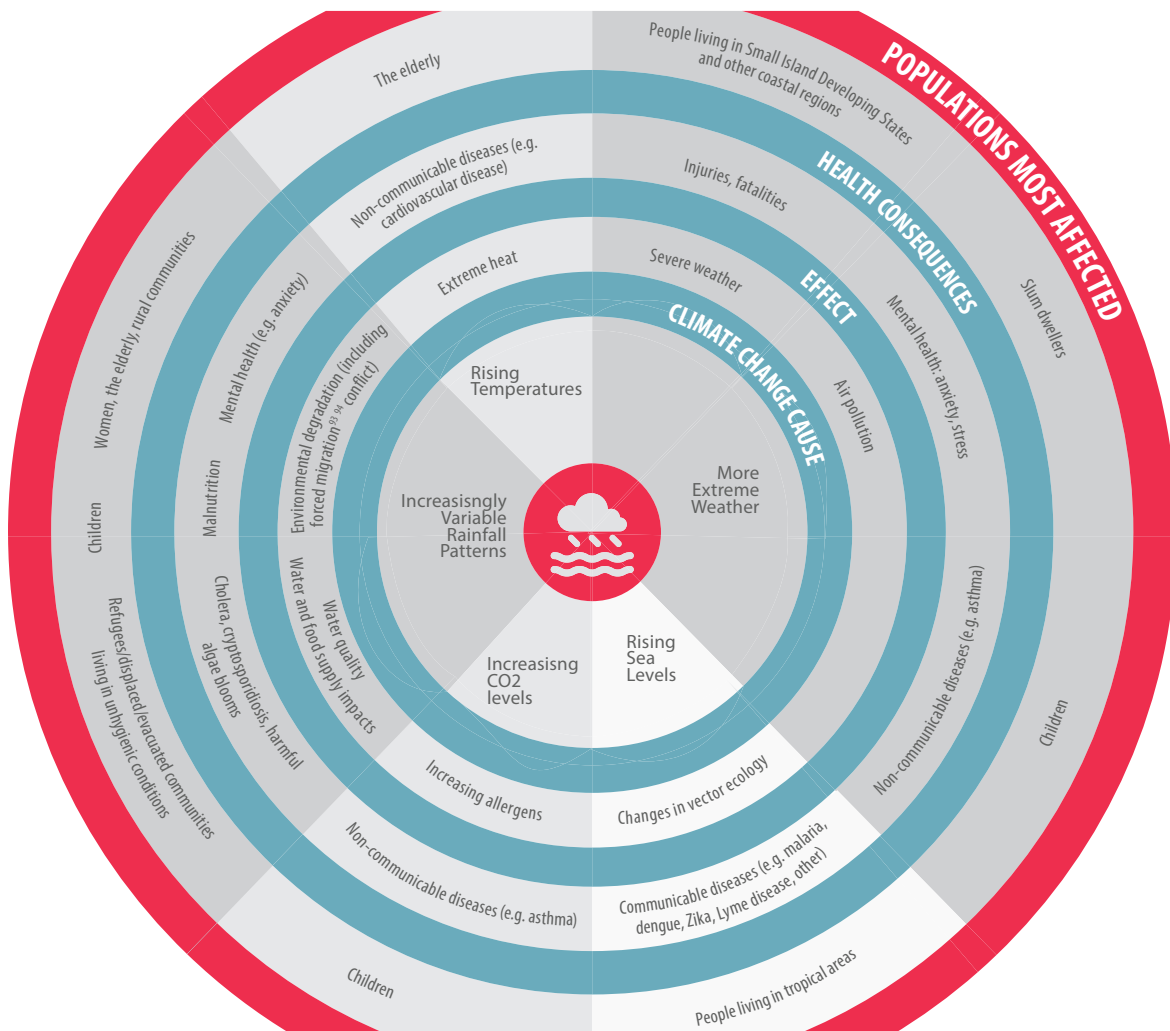 POPULATIONS MOST AFFECTED
HEALTH CONSEQUENCES
EFFECT
CLIMATE CHANGE CAUSE
The elderly
Non-communicable diseases (e.g.
cardiovascular disease)
Extreme heat
Rising
Temperatures
People living in Small Island Developing States
and other coastal regions
Injuries, fatalities
Severe weather
Slum dwellers
Mental health: anxiety, stress
Air pollution
More
Extreme
Weather
Children
Non-communicable diseases (e.g. asthma)
Rising
Sea
Levels
Changes in vector ecology
Communicable diseases (e.g. malaria,
dengue, Zika, Lyme disease, other)
People living in tropical areas
Increasisng
CO2
levels
Increasing allergens
Non-communicable diseases (e.g. asthma)
Children
Increasisngly
Variable
Rainfall
Patterns
Water quality
Water and food supply impacts
Cholera, cryptosporidiosis, harmful
algae blooms
Refugees/displaced/evacuated communities
living in unhygienic conditions
Environmental degradation (including
forced migration 93 94 conflict)
Malnutrition
Children
Mental health (e.g. anxiety)
Women, the elderly, rural communities